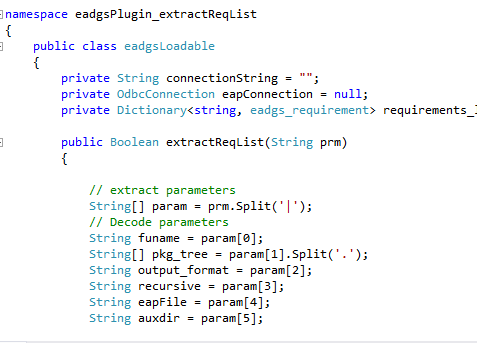 namespace eadgsPlugin_extractReqList
{
public class eadgsLoadable
{
private String connectionString = "";
private OdbcConnection eapConnection = null;
private Dictionary<string, eadgs_requirement> requirements_
public Boolean extractReqList(String prm)
{
// extract parameters
String[] param = prm.Split('|');
// Decode parameters
String funame = param[0];
String[] pkg_tree = param[1].Split('.');
String output_format = param[2];
String recursive = param[3];
String eapFile = param[4];
String auxdir = param[5];